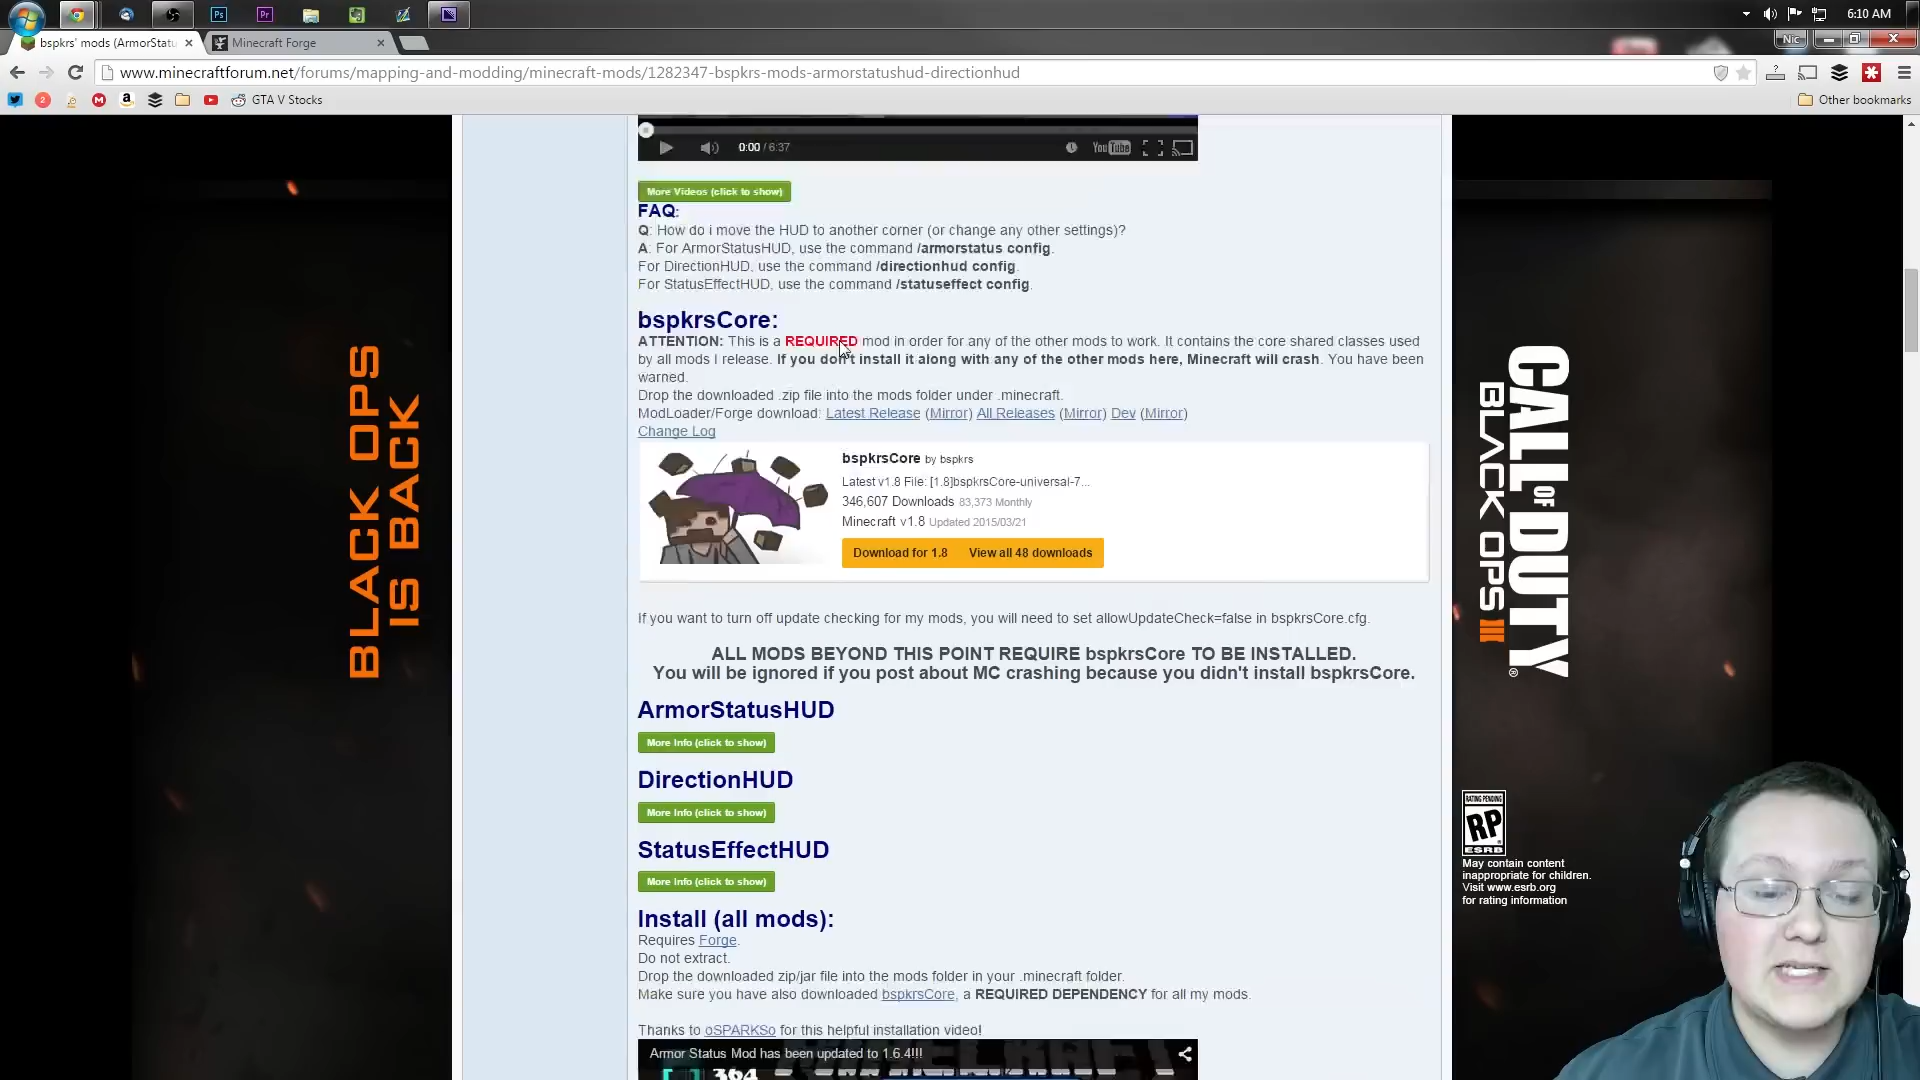 6:10 AM
bspkrs' mods (ArmorStatu
Minecraft Forge
Nic
www.minecraftforum.net/forums/mapping-and-modding/minecraft-mods/1282347-bspkrs-mods-armorstatushud-directionhud
GTA V Stocks
Other bookmarks
0:00 / 6:37
YouTube
More Videos (click to show)
FAQ:
Q: How do i move the HUD to another corner (or change any other settings)?
A: For ArmorStatusHUD, use the command /armorstatus config.
For DirectionHUD, use the command /directionhud config.
For StatusEffectHUD, use the command /statuseffect config.
bspkrsCore:
ATTENTION: This is a REQUIRED mod in order for any of the other mods to work. It contains the core shared classes used
by all mods I release. If you don't install it along with any of the other mods here, Minecraft will crash. You have been
warned.
Drop the downloaded .zip file into the mods folder under .minecraft.
ModLoader/Forge download: Latest Release (Mirror) All Releases (Mirror) Dev (Mirror)
Change Log
bspkrsCore by bspkrs
Latest v1.8 File: [1.8]bspkrsCore-universal-7...
346,607 Downloads 83,373 Monthly
Minecraft v1.8 Updated 2015/03/21
Download for 1.8 View all 48 downloads
If you want to turn off update checking for my mods, you will need to set allowUpdateCheck=false in bspkrsCore.cfg.
ALL MODS BEYOND THIS POINT REQUIRE bspkrsCore TO BE INSTALLED.
You will be ignored if you post about MC crashing because you didn't install bspkrsCore.
ArmorStatusHUD
More Info (click to show)
DirectionHUD
More Info (click to show)
StatusEffectHUD
More Info (click to show)
Install (all mods):
Requires Forge.
Do not extract.
Drop the downloaded zip/jar file into the mods folder in your .minecraft folder.
Make sure you have also downloaded bspkrsCore, a REQUIRED DEPENDENCY for all my mods.
Thanks to oSPARKSo for this helpful installation video!
Armor Status Mod has been updated to 1.6.4!!!
364
BLACK OPS
IS BACK
CALL OF DUTY
BLACK OPS III
RATING PENDING
RP
ESRB
May contain content
inappropriate for children.
Visit www.esrb.org
for rating information